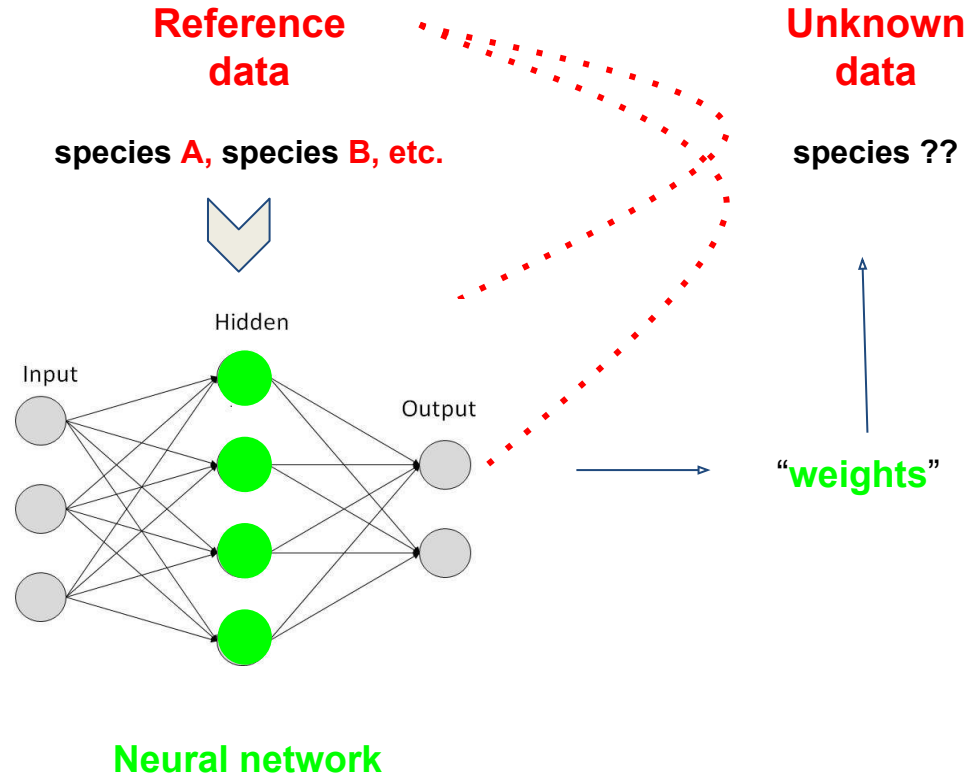 Reference
data
Unknown
data
species A, species B, etc.
species ??
Hidden
Input
Output
“weights”
Neural network